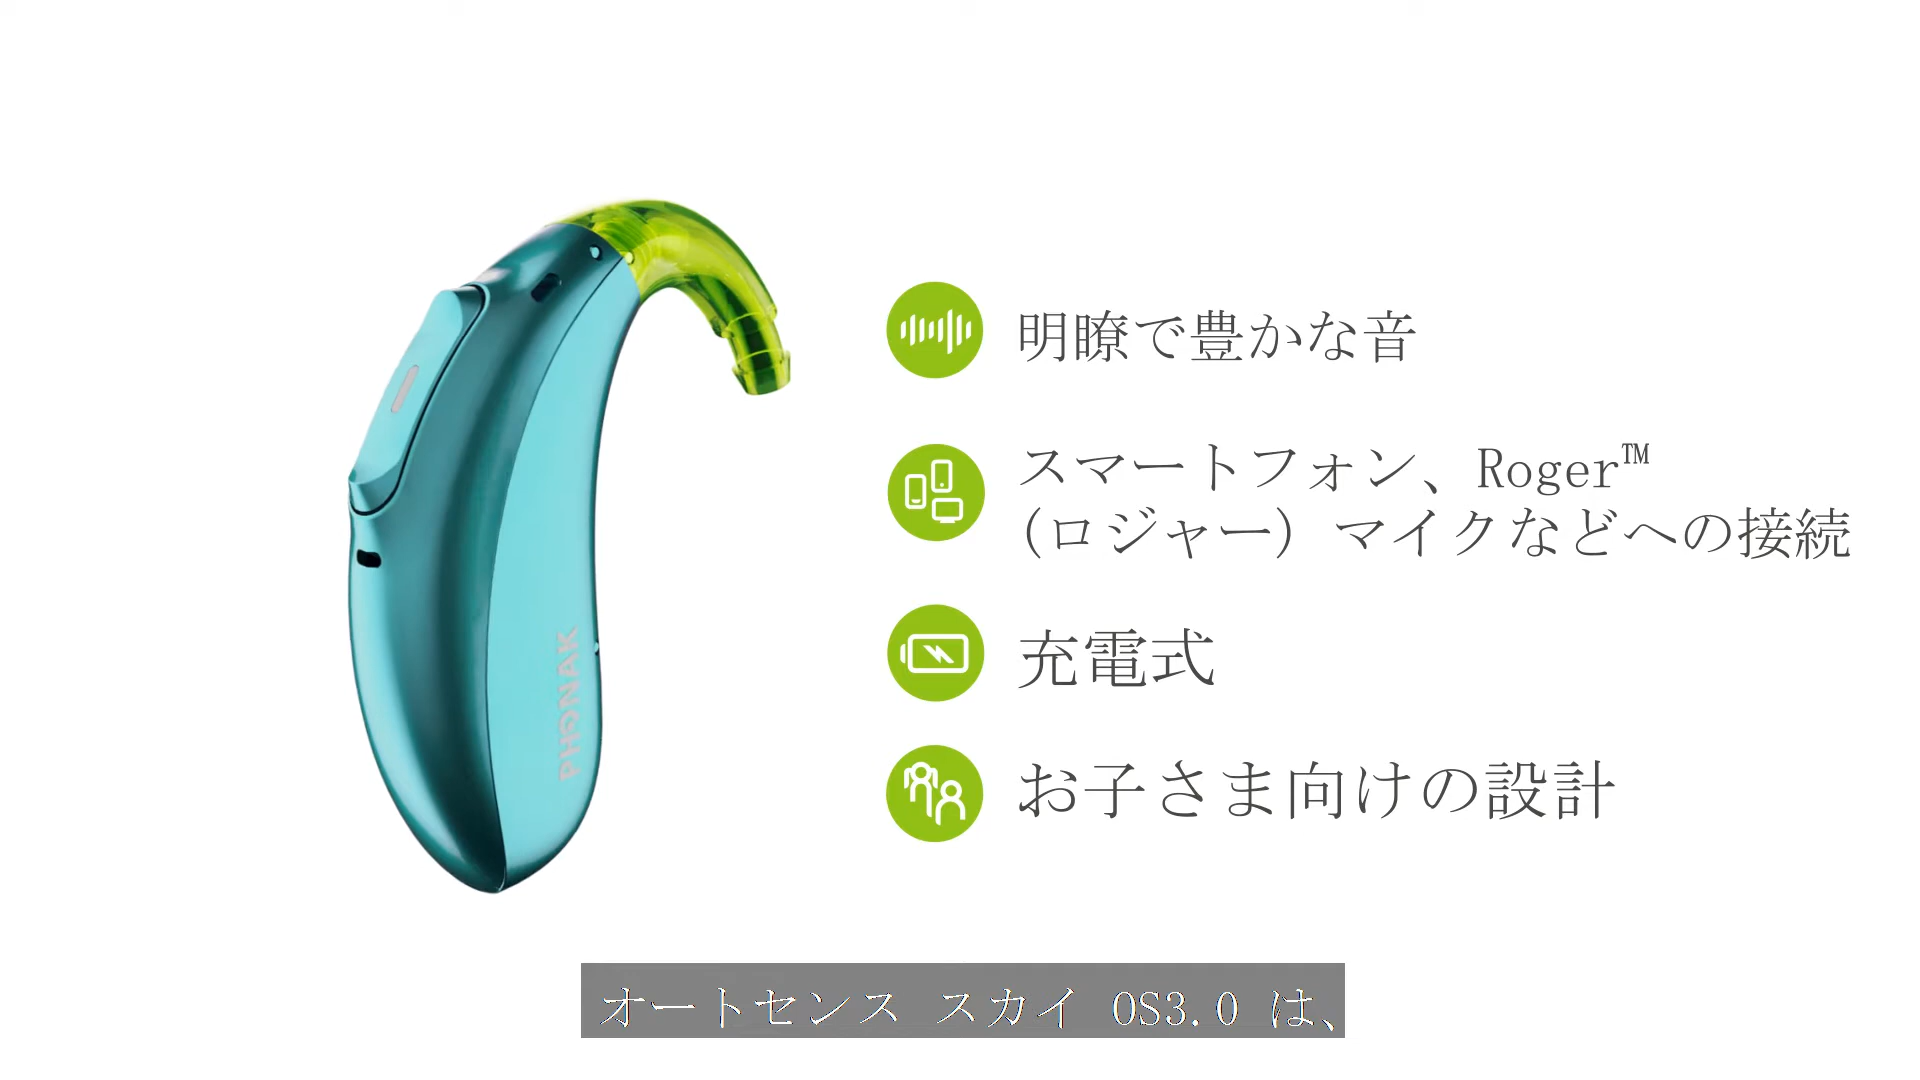 PHONAK
明瞭で豊かな音
スマートフォン、Roger™
（ロジャー）マイクなどへの接続
充電式
お子さま向けの設計
オートセンス スカイ OS3.0 は、